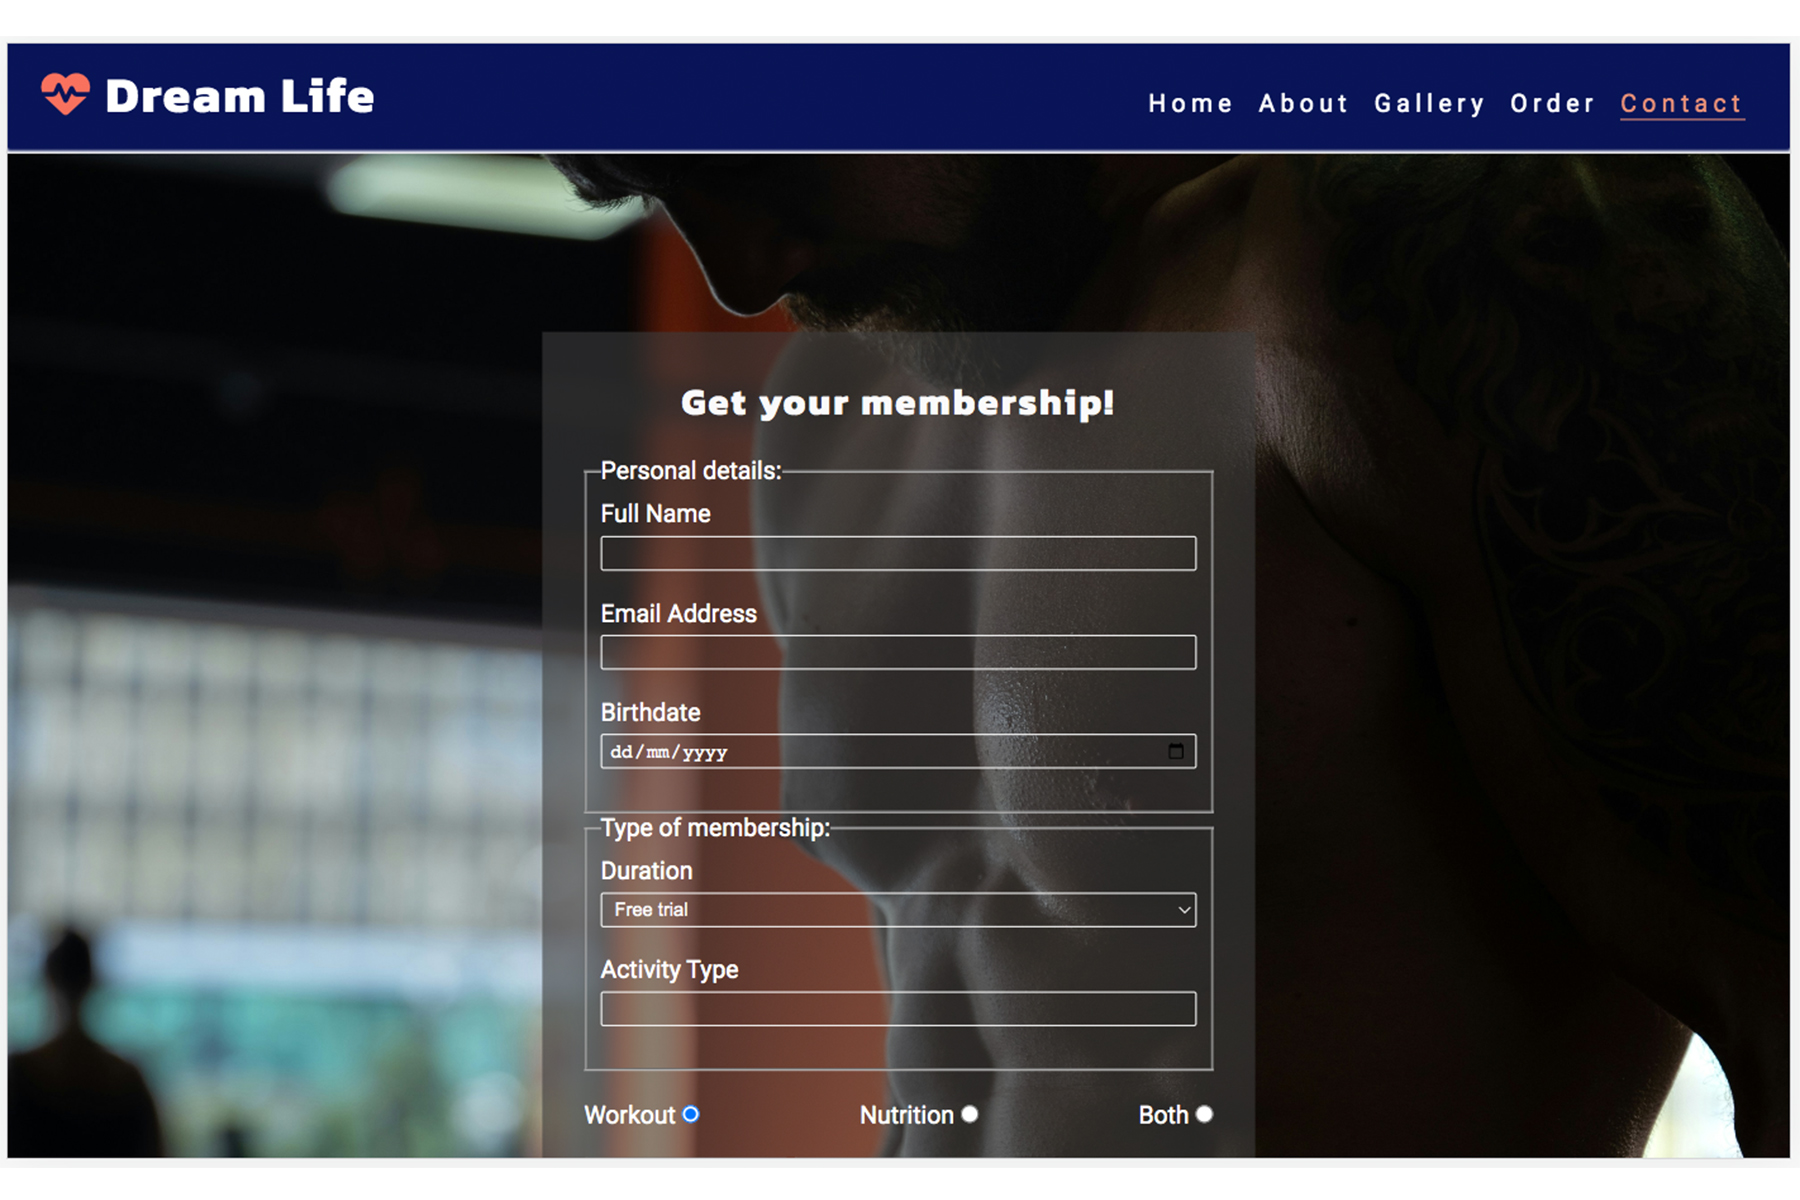 Dream Life
Home About Gallery Order Contact
Get your membership!
Personal details:
Full Name
Email Address
Birthdate
dd/mm/yyyy
Type of membership:
Duration
Free trial
Activity Type
Workout Nutrition Both